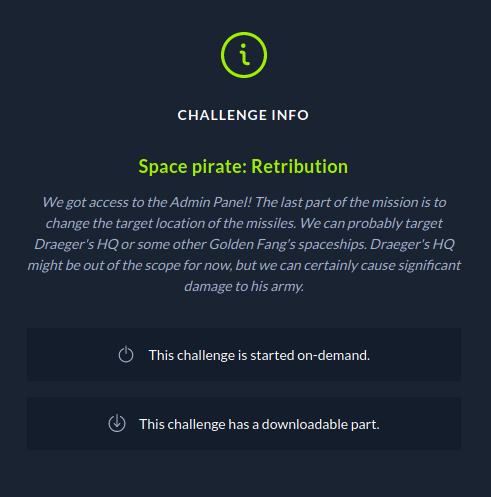 CHALLENGE INFO
Space pirate: Retribution
We got access to the Admin Panel! The last part of the mission is to
change the target location of the missiles. We can probably target
Draeger's HQ or some other Golden Fang's spaceships. Draeger's HQ
might be out of the scope for now, but we can certainly cause significant
damage to his army.
This challenge is started on-demand.
This challenge has a downloadable part.